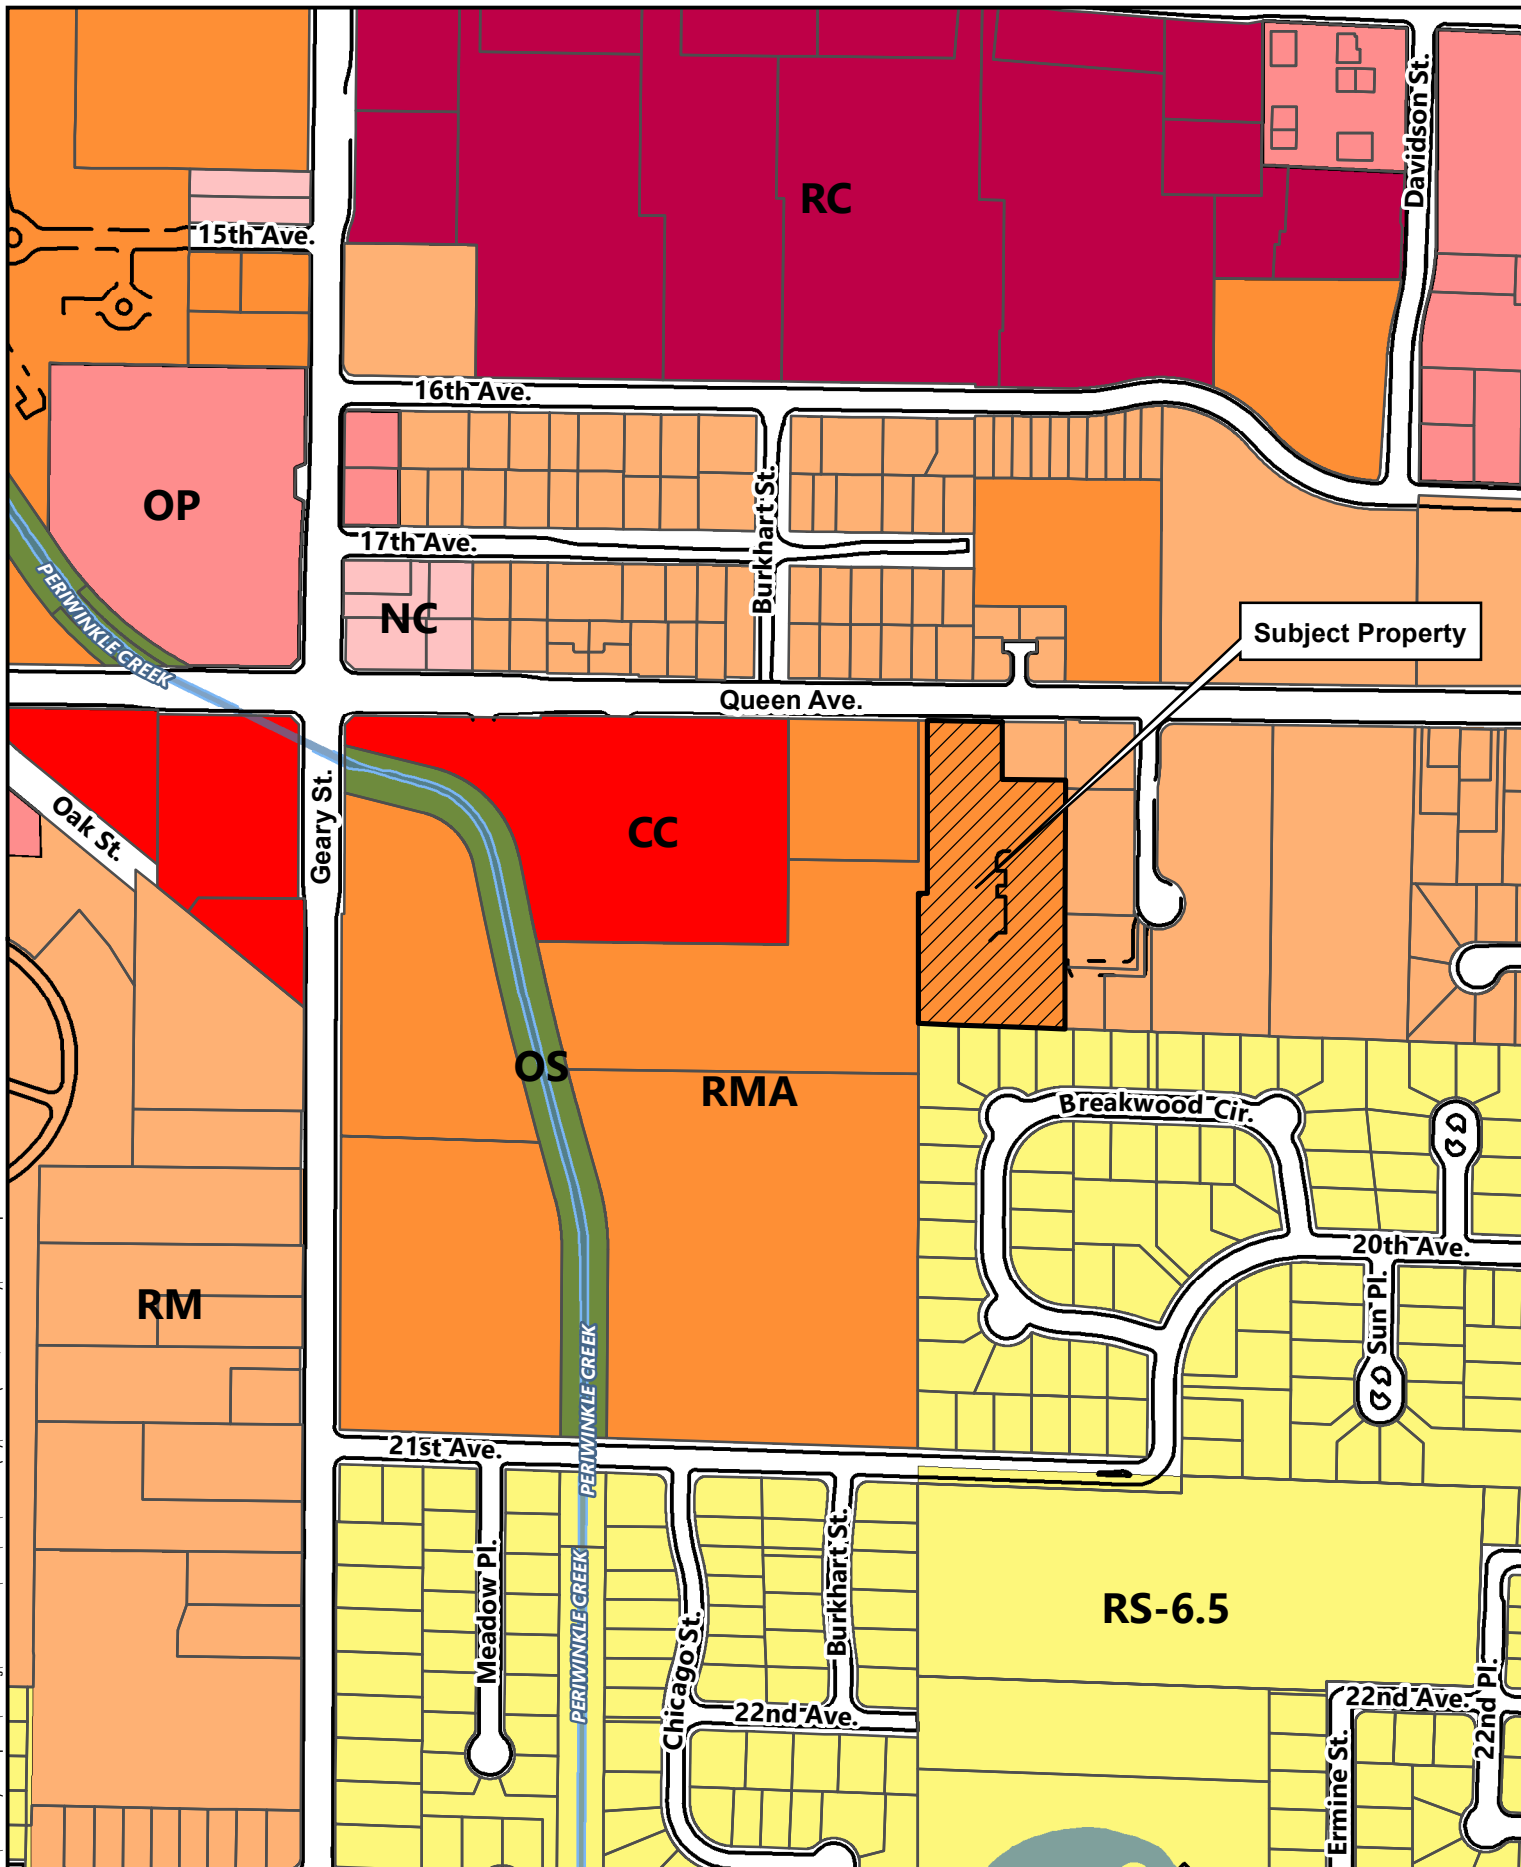 Davidson St.
RC
15th Ave.
16th Ave.
OP
17th Ave.
Burkhart St.
NC
PERIWINKLE CREEK
Subject Property
Queen Ave.
Oak St.
Geary St.
CC
OS
RMA
Breakwood Cir.
20th Ave.
Sun Pl.
RM
PERIWINKLE CREEK
21st Ave.
Meadow Pl.
PERIWINKLE CREEK
Chicago St.
Burkhart St.
RS-6.5
22nd Ave.
22nd Ave.
22nd Pl.
Ermine St.